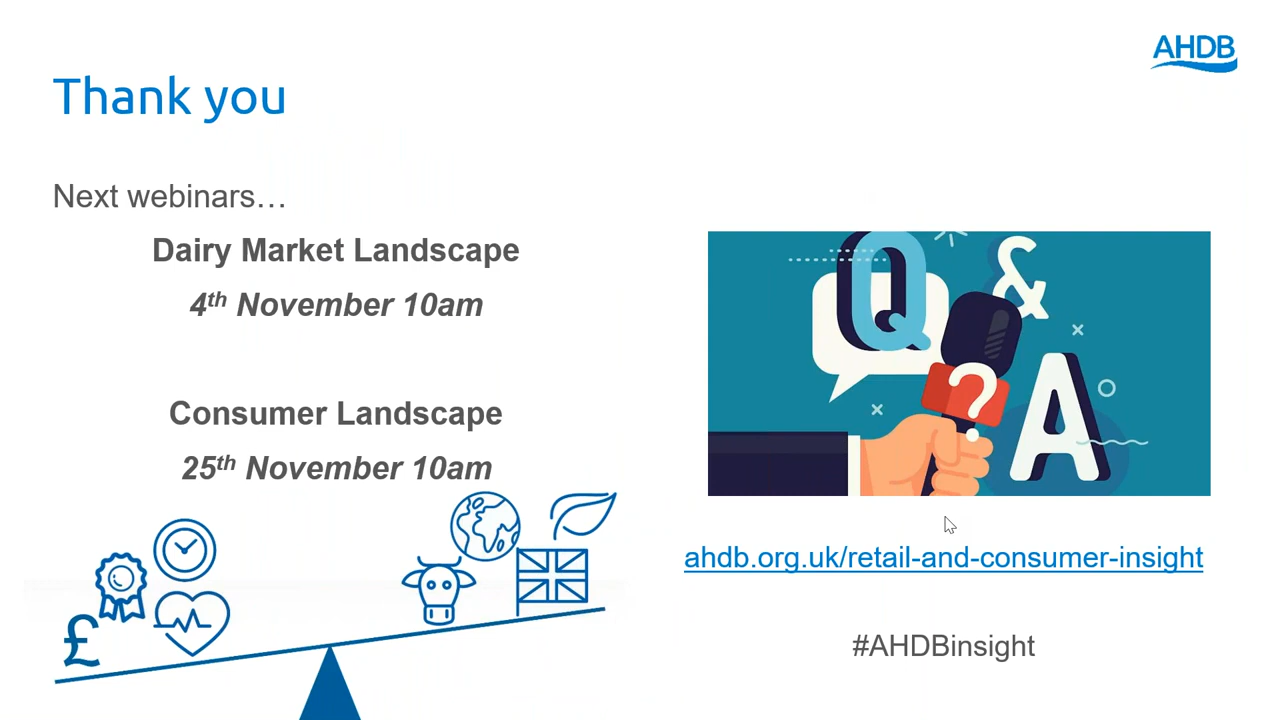 AHDB
Thank you
Next webinars…
Dairy Market Landscape
4th November 10am
Consumer Landscape
25th November 10am
£
Q & A
?
ahdb.org.uk/retail-and-consumer-insight
#AHDBinsight